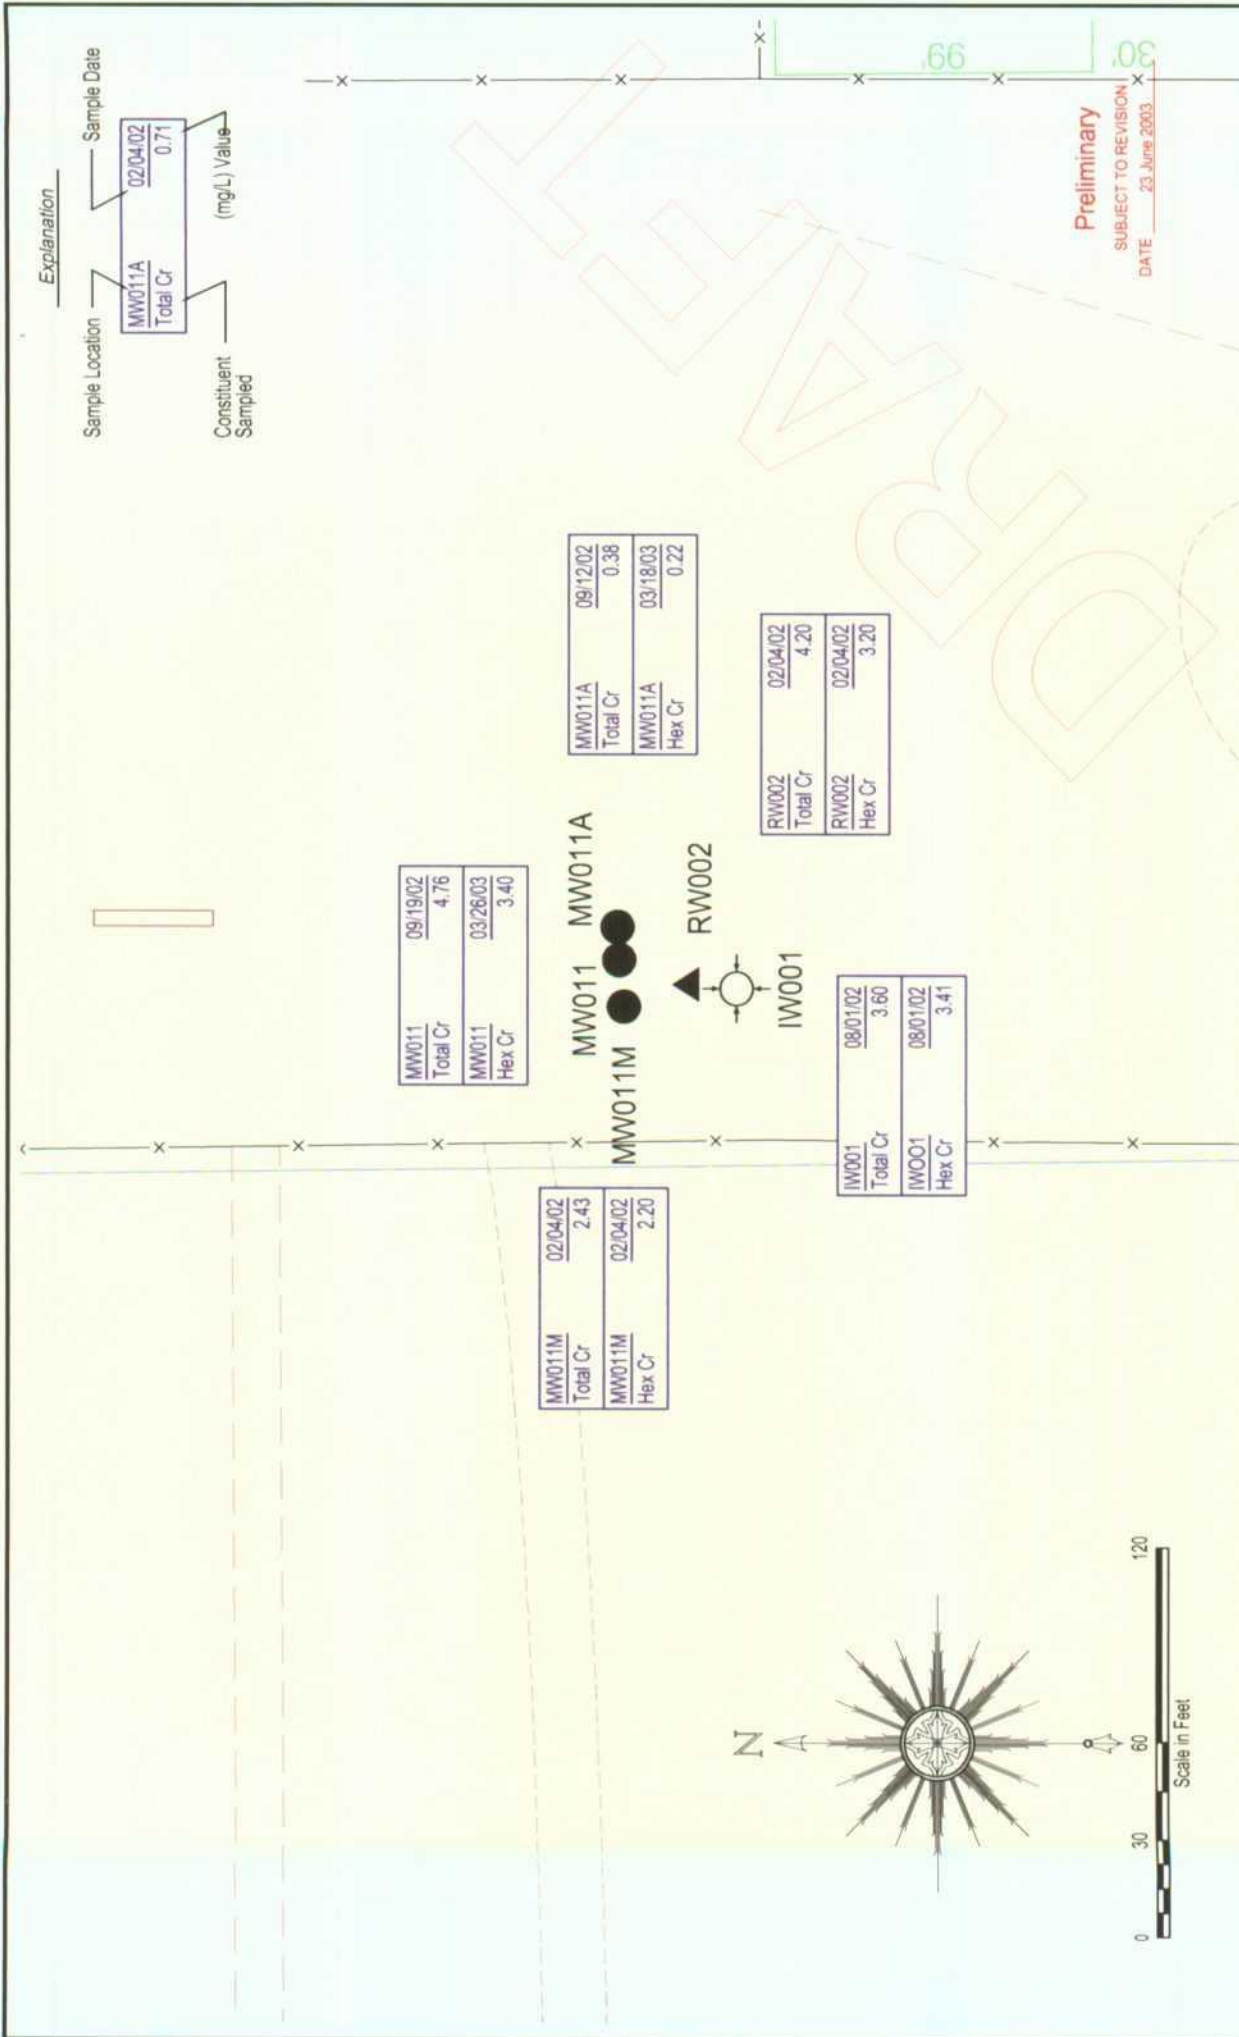 Explanation
Sample Location
Sample Date
MW011A 02/04/02
Total Cr 0.71
Constituent
Sampled
(mg/L) Value
MW011 09/19/02
Total Cr 4.76
MW011 03/26/03
Hex Cr 3.40
MW011M 02/04/02
Total Cr 2.43
MW011M 02/04/02
Hex Cr 2.20
MW011A 09/12/02
Total Cr 0.38
MW011A 03/18/03
Hex Cr 0.22
MW011M
MW011
MW011A
RW002
IW001
RW002 02/04/02
Total Cr 4.20
RW002 02/04/02
Hex Cr 3.20
IW001 08/01/02
Total Cr 3.60
IWO01 08/01/02
Hex Cr 3.41
N
0 30 60 120
Scale in Feet
DRAFT
99'
30'
Preliminary
SUBJECT TO REVISION
DATE 23 June 2003
X
X
X
X
X
X
X
X
X
X
X
X
X
X